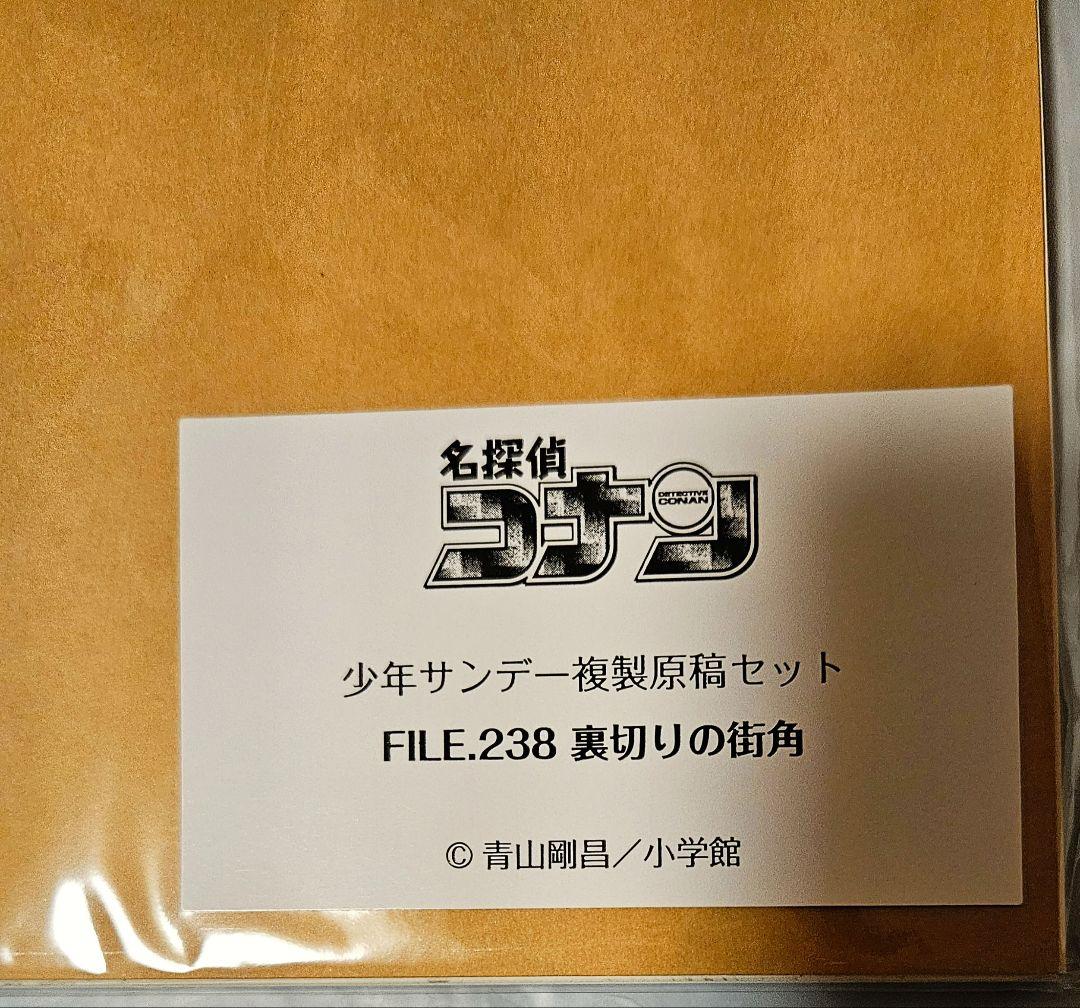 名探偵
コナン
DETECTIVE
CONAN
少年サンデー複製原稿セット
FILE.238 裏切りの街角
© 青山剛昌／小学館